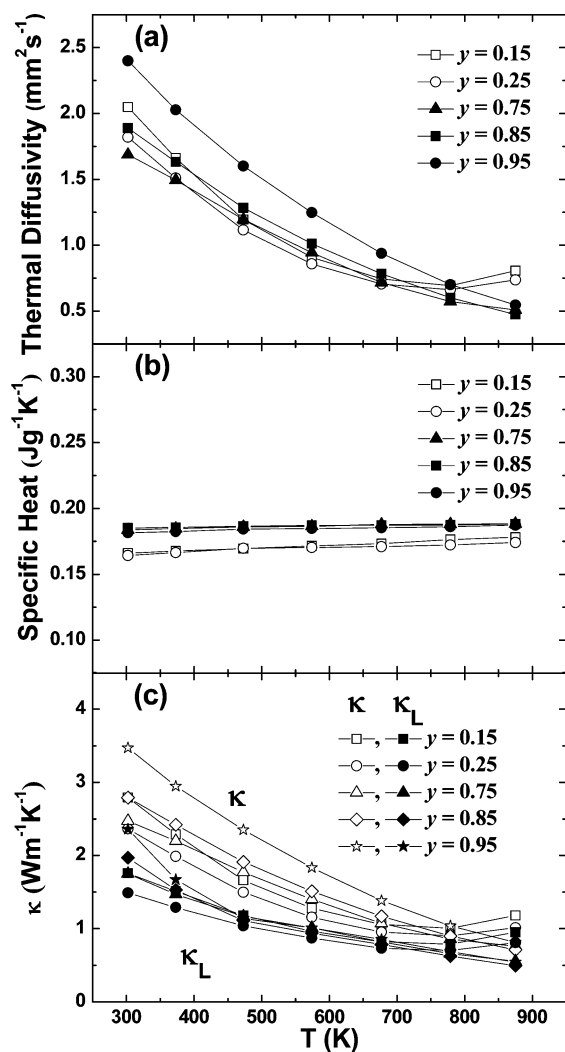 (a)
Thermal Diffusivity (mm²s⁻¹)
2.5
2.0
1.5
1.0
0.5
y = 0.15
y = 0.25
y = 0.75
y = 0.85
y = 0.95
(b)
Specific Heat (Jg⁻¹K⁻¹)
0.30
0.25
0.20
0.15
0.10
y = 0.15
y = 0.25
y = 0.75
y = 0.85
y = 0.95
(c)
κ (Wm⁻¹K⁻¹)
4
3
2
1
0
κ κL
, y = 0.15
, y = 0.25
, y = 0.75
, y = 0.85
, y = 0.95
κ
κL
300 400 500 600 700 800 900
T (K)